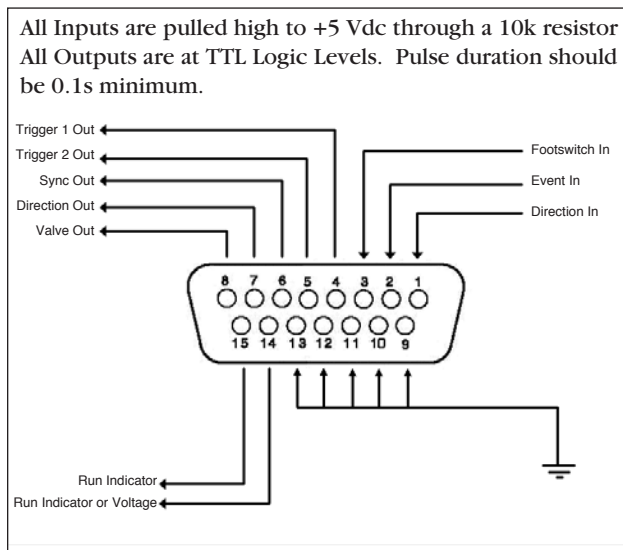 All Inputs are pulled high to +5 Vdc through a 10k resistor
All Outputs are at TTL Logic Levels. Pulse duration should
be 0.1s minimum.
Trigger 1 Out
Trigger 2 Out
Sync Out
Direction Out
Valve Out
Footswitch In
Event In
Direction In
8 7 6 5 4 3 2 1
15 14 13 12 11 10 9
Run Indicator
Run Indicator or Voltage